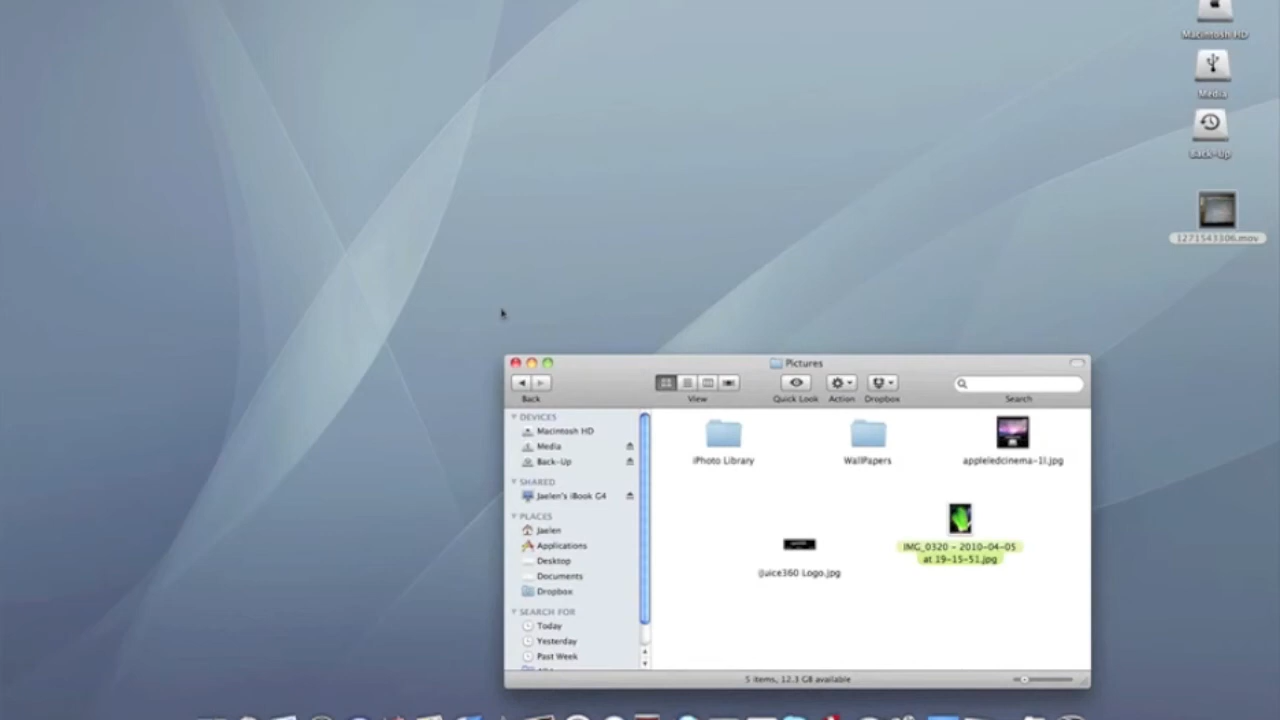 Macintosh HD
Media
Back-Up
1271543306.mov
Pictures
Back
View
Quick Look
Action
Dropbox
Search
DEVICES
Macintosh HD
Media
Back-Up
SHARED
Jaelen's iBook G4
PLACES
Jaelen
Applications
Desktop
Documents
Dropbox
SEARCH FOR
Today
Yesterday
Past Week
iPhoto Library
WallPapers
appleledcinema-1l.jpg
iJuice360 Logo.jpg
IMG_0320 - 2010-04-05
at 19-15-51.jpg
5 items, 12.3 GB available